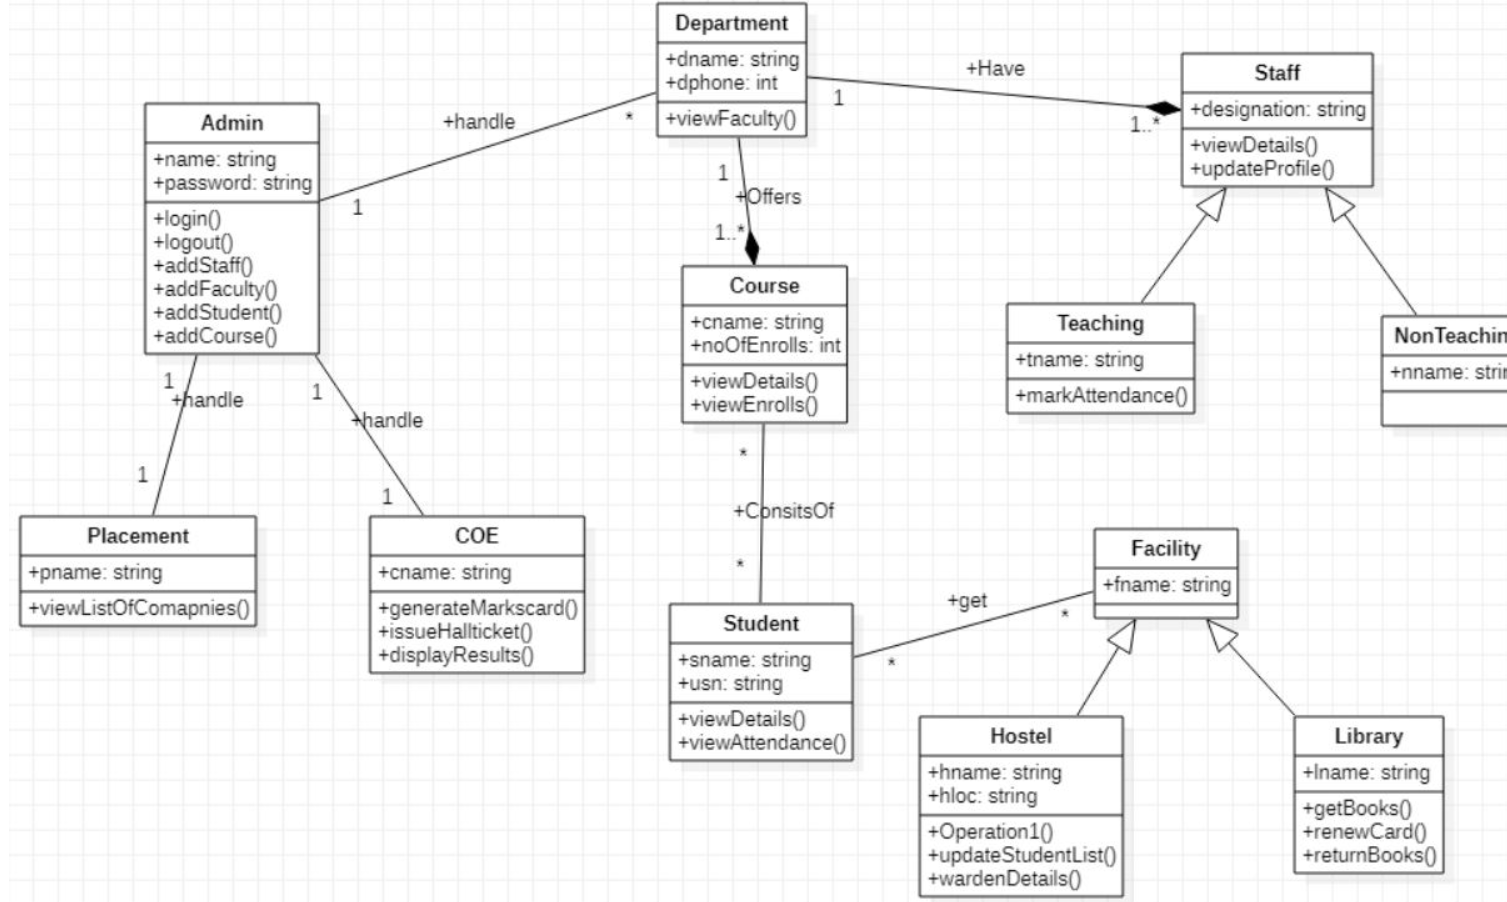 Department
+dname: string
+dphone: int
+viewFaculty()
+Have
1
1..*
Staff
+designation: string
+viewDetails()
+updateProfile()
+handle
*
1
Admin
+name: string
+password: string
+login()
+logout()
+addStaff()
+addFaculty()
+addStudent()
+addCourse()
1
+Offers
1..*
Course
+cname: string
+noOfEnrolls: int
+viewDetails()
+viewEnrolls()
Teaching
+tname: string
+markAttendance()
NonTeachin
+nname: strin
1
+handle
1
1
+handle
1
Placement
+pname: string
+viewListOfComapnies()
COE
+cname: string
+generateMarkscard()
+issueHallticket()
+displayResults()
*
+ConsitsOf
*
Student
+sname: string
+usn: string
+viewDetails()
+viewAttendance()
+get
*
*
Facility
+fname: string
Hostel
+hname: string
+hloc: string
+Operation1()
+updateStudentList()
+wardenDetails()
Library
+lname: string
+getBooks()
+renewCard()
+returnBooks()